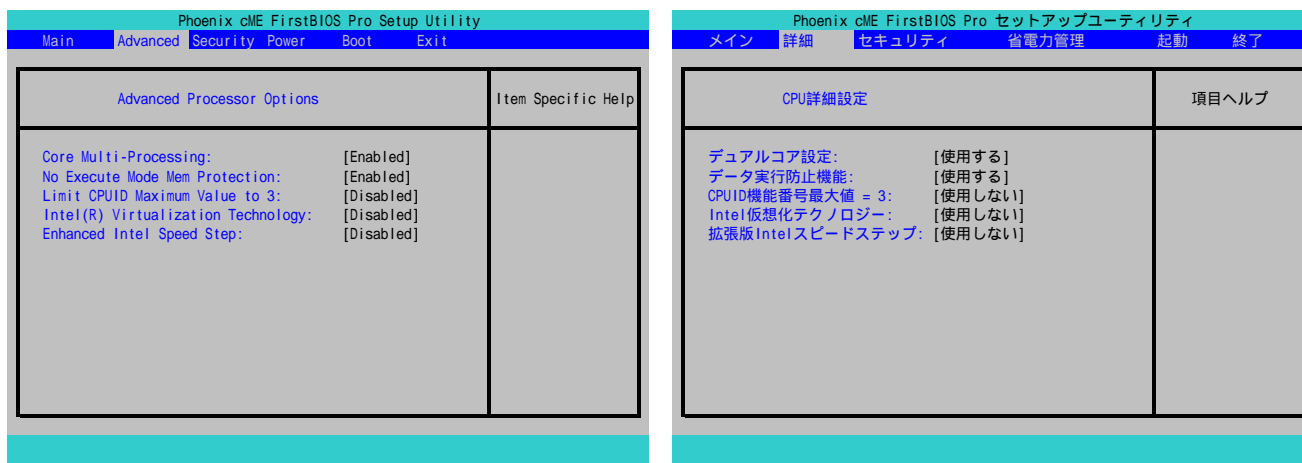 Phoenix cME FirstBIOS Pro Setup Utility
Main Advanced Security Power Boot Exit
Advanced Processor Options
Item Specific Help
Core Multi-Processing: [Enabled]
No Execute Mode Mem Protection: [Enabled]
Limit CPUID Maximum Value to 3: [Disabled]
Intel(R) Virtualization Technology: [Disabled]
Enhanced Intel Speed Step: [Disabled]
Phoenix cME FirstBIOS Pro セットアップユーティリティ
メイン 詳細 セキュリティ 省電力管理 起動 終了
CPU詳細設定
項目ヘルプ
デュアルコア設定: [使用する]
データ実行防止機能: [使用する]
CPUID機能番号最大値 = 3: [使用しない]
Intel仮想化テクノロジー: [使用しない]
拡張版Intelスピードステップ: [使用しない]